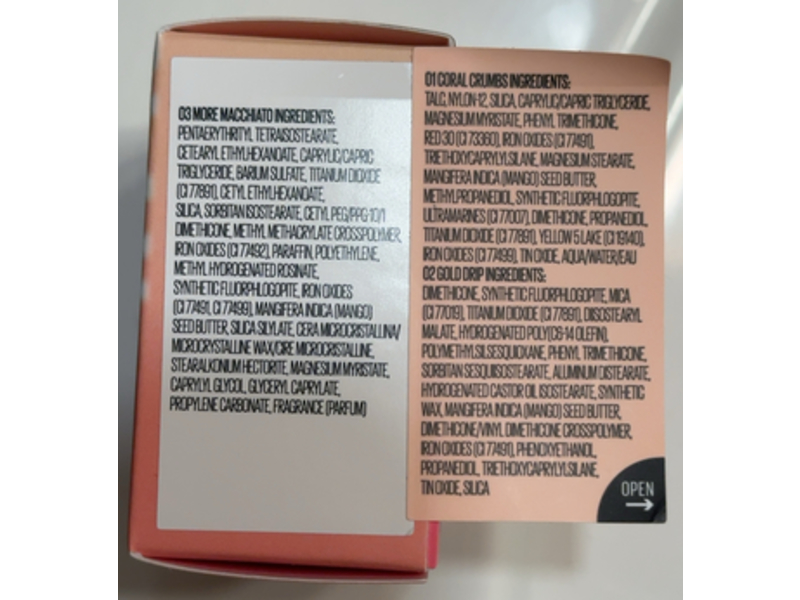 03 MORE MACCHIATO INGREDIENTS:
PENTAERYTHRITYL TETRAISOSTEARATE,
CETEARYL ETHYLHEXANOATE, CAPRYLIC/CAPRIC
TRIGLYCERIDE, BARIUM SULFATE, TITANIUM DIOXIDE
(CI 77891), CETYL ETHYLHEXANOATE,
SILICA, SORBITAN ISOSTEARATE, CETYL PEG/PPG-10/1
DIMETHICONE, METHYL METHACRYLATE CROSSPOLYMER,
IRON OXIDES (CI 77492), PARAFFIN, POLYETHYLENE,
METHYL HYDROGENATED ROSINATE,
SYNTHETIC FLUORPHLOGOPITE, IRON OXIDES
(CI 77491, CI 77499), MANGIFERA INDICA (MANGO)
SEED BUTTER, SILICA SILYLATE, CERA MICROCRISTALLINA/
MICROCRYSTALLINE WAX/CIRE MICROCRISTALLINE,
STEARALKONIUM HECTORITE, MAGNESIUM MYRISTATE,
CAPRYLYL GLYCOL, GLYCERYL CAPRYLATE,
PROPYLENE CARBONATE, FRAGRANCE (PARFUM)
01 CORAL CRUMBS INGREDIENTS:
TALC, NYLON-12, SILICA, CAPRYLIC/CAPRIC TRIGLYCERIDE,
MAGNESIUM MYRISTATE, PHENYL TRIMETHICONE,
RED 30 (CI 73360), IRON OXIDES (CI 77491),
TRIETHOXYCAPRYLYLSILANE, MAGNESIUM STEARATE,
MANGIFERA INDICA (MANGO) SEED BUTTER,
METHYLPROPANEDIOL, SYNTHETIC FLUORPHLOGOPITE,
ULTRAMARINES (CI 77007), DIMETHICONE, PROPANEDIOL,
TITANIUM DIOXIDE (CI 77891), YELLOW 5 LAKE (CI 19140),
IRON OXIDES (CI 77499), TIN OXIDE, AQUA/WATER/EAU
02 GOLD DRIP INGREDIENTS:
DIMETHICONE, SYNTHETIC FLUORPHLOGOPITE, MICA
(CI 77019), TITANIUM DIOXIDE (CI 77891), DIISOSTEARYL
MALATE, HYDROGENATED POLY(C6-14 OLEFIN),
POLYMETHYLSILSESQUIOXANE, PHENYL TRIMETHICONE,
SORBITAN SESQUIISOSTEARATE, ALUMINUM DISTEARATE,
HYDROGENATED CASTOR OIL ISOSTEARATE, SYNTHETIC
WAX, MANGIFERA INDICA (MANGO) SEED BUTTER,
DIMETHICONE/VINYL DIMETHICONE CROSSPOLYMER,
IRON OXIDES (CI 77491), PHENOXYETHANOL,
PROPANEDIOL, TRIETHOXYCAPRYLYLSILANE,
TIN OXIDE, SILICA
OPEN